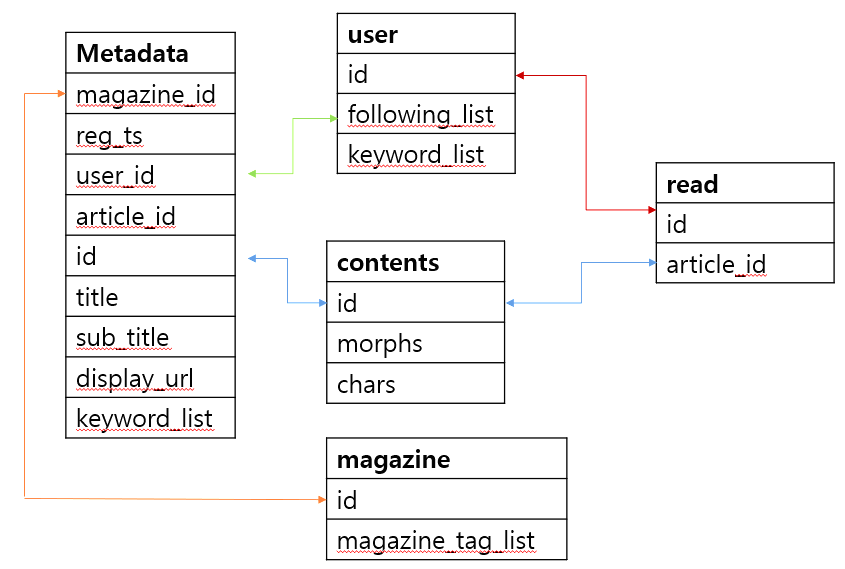 Metadata
magazine_id
reg_ts
user_id
article_id
id
title
sub_title
display_url
keyword_list
user
id
following_list
keyword_list
contents
id
morphs
chars
magazine
id
magazine_tag_list
read
id
article_id